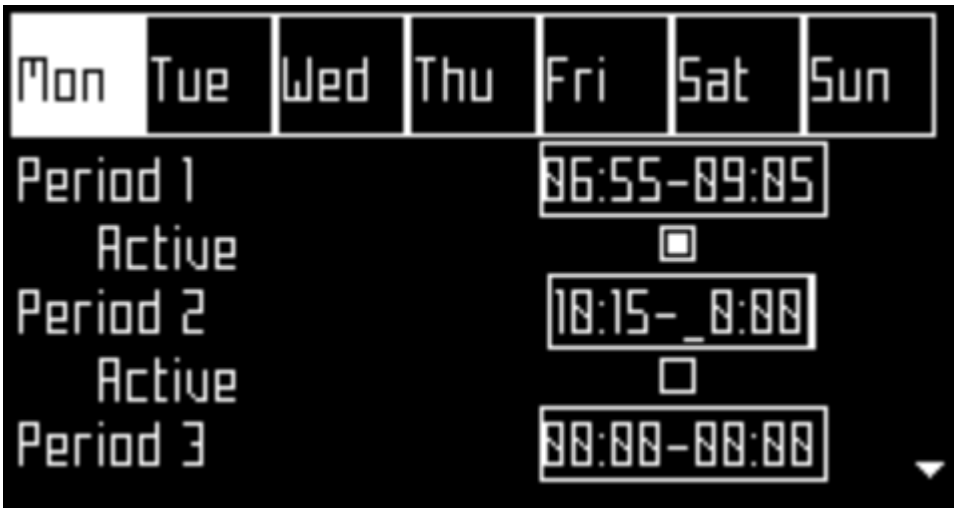 Mon Tue Wed Thu Fri Sat Sun
Period 1 06:55-09:05
Active
Period 2 10:15-_0:00
Active
Period 3 00:00-00:00